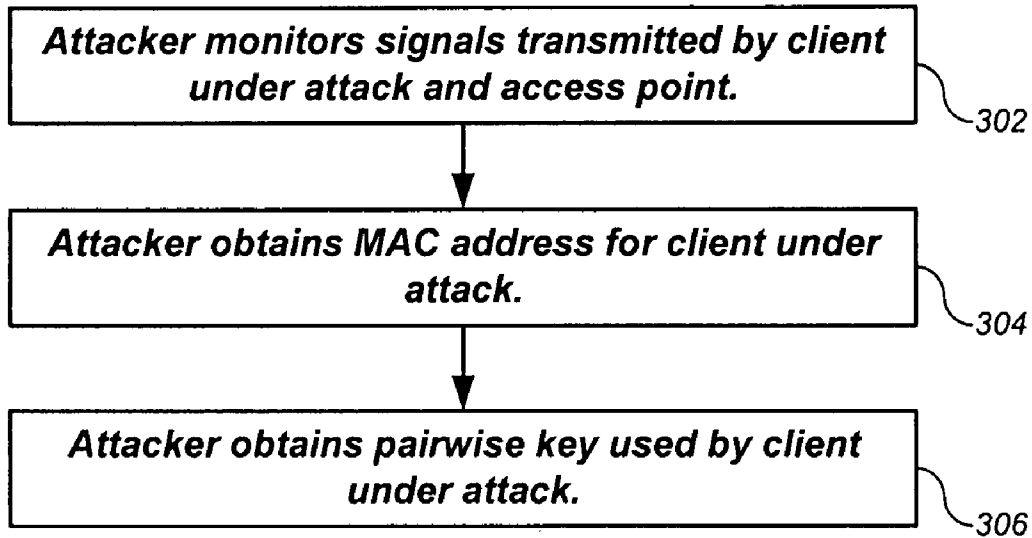 Attacker monitors signals transmitted by client
under attack and access point.
302
Attacker obtains MAC address for client under
attack.
304
Attacker obtains pairwise key used by client
under attack.
306